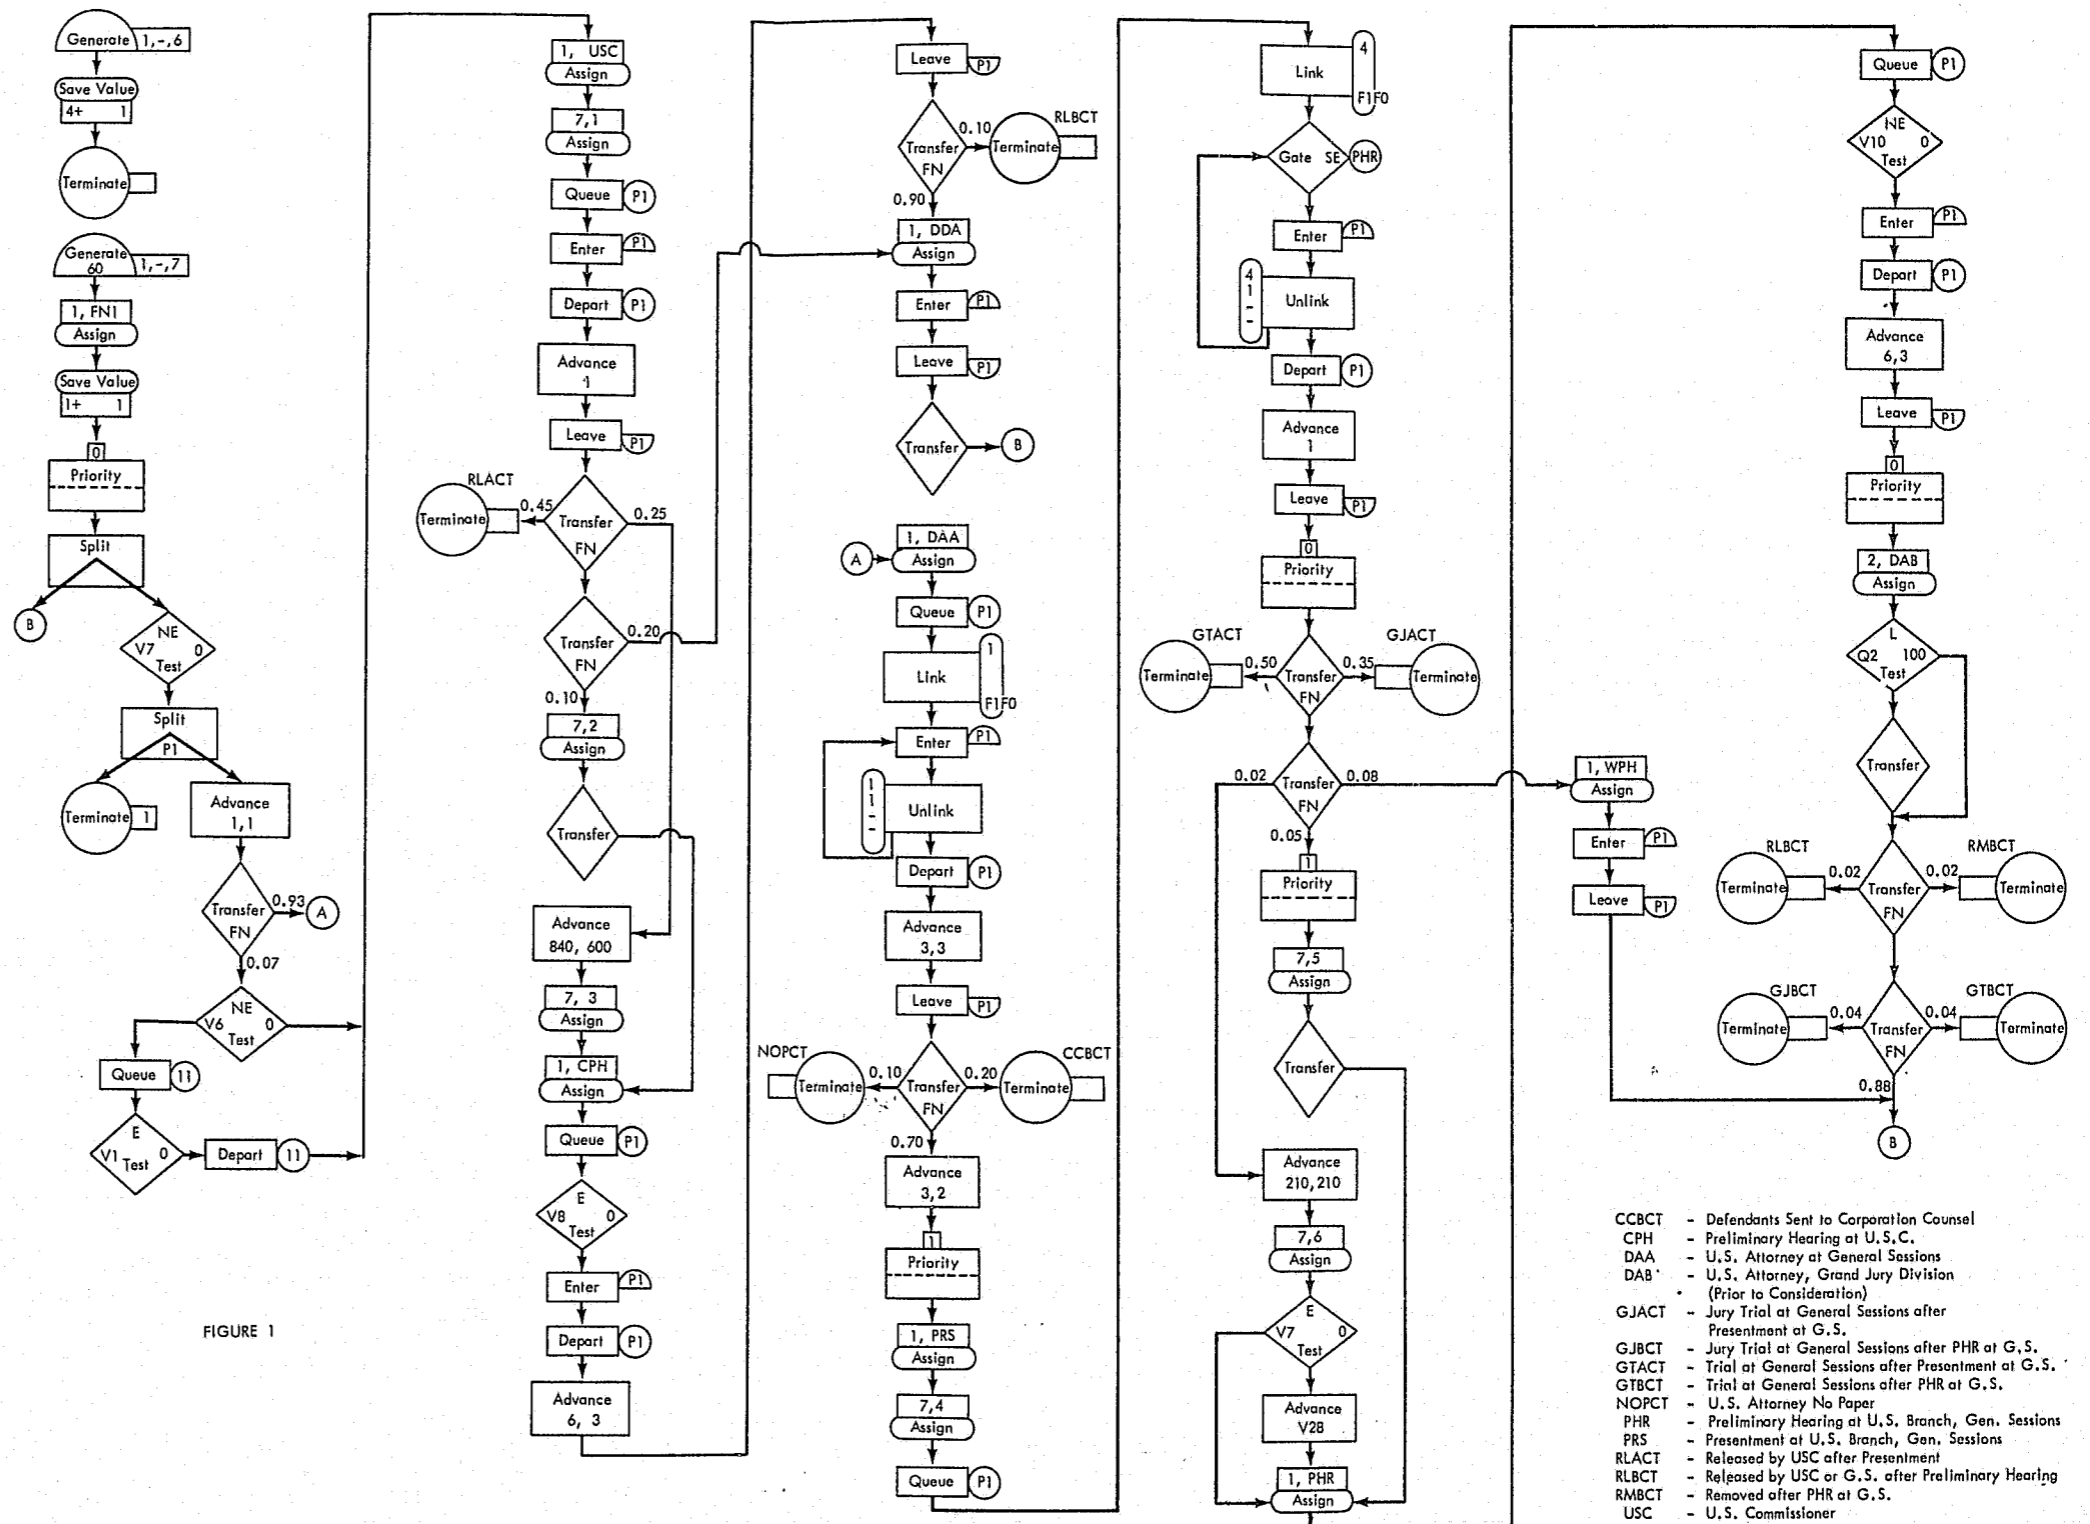 Generate 1,-,6
Save Value
4+ 1
Terminate
Generate
60 1,-,7
1, FN1
Assign
Save Value
1+ 1
0
Priority
Split
B
NE
V7 0
Test
Split
P1
Terminate 1
Advance
1,1
Transfer
FN
0.93
A
0.07
NE
V6 0
Test
Queue 11
E
V1 0
Test
Depart 11
FIGURE 1
1, USC
Assign
7,1
Assign
Queue P1
Enter P1
Depart P1
Advance
1
Leave P1
RLACT
Terminate
0.45
Transfer
FN
0.25
Transfer
FN
0.20
0.10
7,2
Assign
Transfer
Advance
840, 600
7, 3
Assign
1, CPH
Assign
Queue P1
E
V8 0
Test
Enter P1
Depart P1
Advance
6, 3
Leave P1
Transfer
FN
0.10
RLBCT
Terminate
0.90
1, DDA
Assign
Enter P1
Leave P1
Transfer
B
A
1, DAA
Assign
Queue P1
Link
1
F1F0
Enter P1
Unlink
1
1
-
-
Depart P1
Advance
3,3
Leave P1
NOPCT
Terminate
0.10
Transfer
FN
0.20
CCBCT
Terminate
0.70
Advance
3,2
1
Priority
1, PRS
Assign
7,4
Assign
Queue P1
Link
4
F1F0
Gate SE PHR
Enter P1
Unlink
4
1
-
-
Depart P1
Advance
1
Leave P1
0
Priority
GTACT
Terminate
0.50
Transfer
FN
0.35
GJACT
Terminate
0.02
Transfer
FN
0.08
0.05
1
Priority
7,5
Assign
Transfer
Advance
210,210
7,6
Assign
E
V7 0
Test
Advance
V28
1, PHR
Assign
1, WPH
Assign
Enter P1
Leave P1
Queue P1
NE
V10 0
Test
Enter P1
Depart P1
Advance
6,3
Leave P1
0
Priority
2, DAB
Assign
L
Q2 100
Test
Transfer
RLBCT
Terminate
0.02
Transfer
FN
0.02
RMBCT
Terminate
GJBCT
Terminate
0.04
Transfer
FN
0.04
GTBCT
Terminate
0.88
B
CCBCT - Defendants Sent to Corporation Counsel
CPH - Preliminary Hearing at U.S.C.
DAA - U.S. Attorney at General Sessions
DAB - U.S. Attorney, Grand Jury Division
(Prior to Consideration)
GJACT - Jury Trial at General Sessions after
Presentment at G.S.
GJBCT - Jury Trial at General Sessions after PHR at G.S.
GTACT - Trial at General Sessions after Presentment at G.S.
GTBCT - Trial at General Sessions after PHR at G.S.
NOPCT - U.S. Attorney No Paper
PHR - Preliminary Hearing at U.S. Branch, Gen. Sessions
PRS - Presentment at U.S. Branch, Gen. Sessions
RLACT - Released by USC after Presentment
RLBCT - Released by USC or G.S. after Preliminary Hearing
RMBCT - Removed after PHR at G.S.
USC - U.S. Commissioner